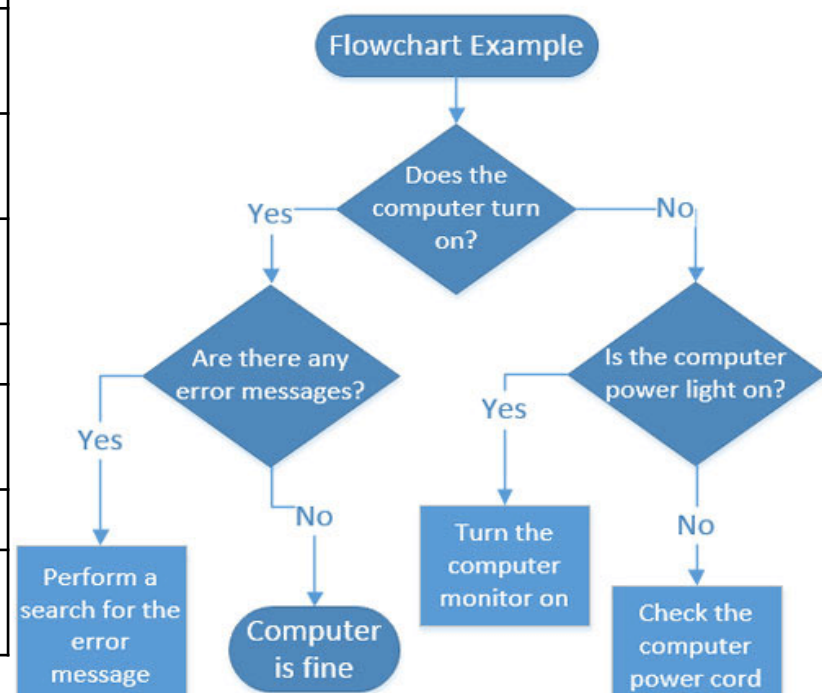 Flowchart Example
Does the
computer turn
on?
Yes
No
Are there any
error messages?
Is the computer
power light on?
Yes
No
Yes
No
Perform a
search for the
error
message
Computer
is fine
Turn the
computer
monitor on
Check the
computer
power cord